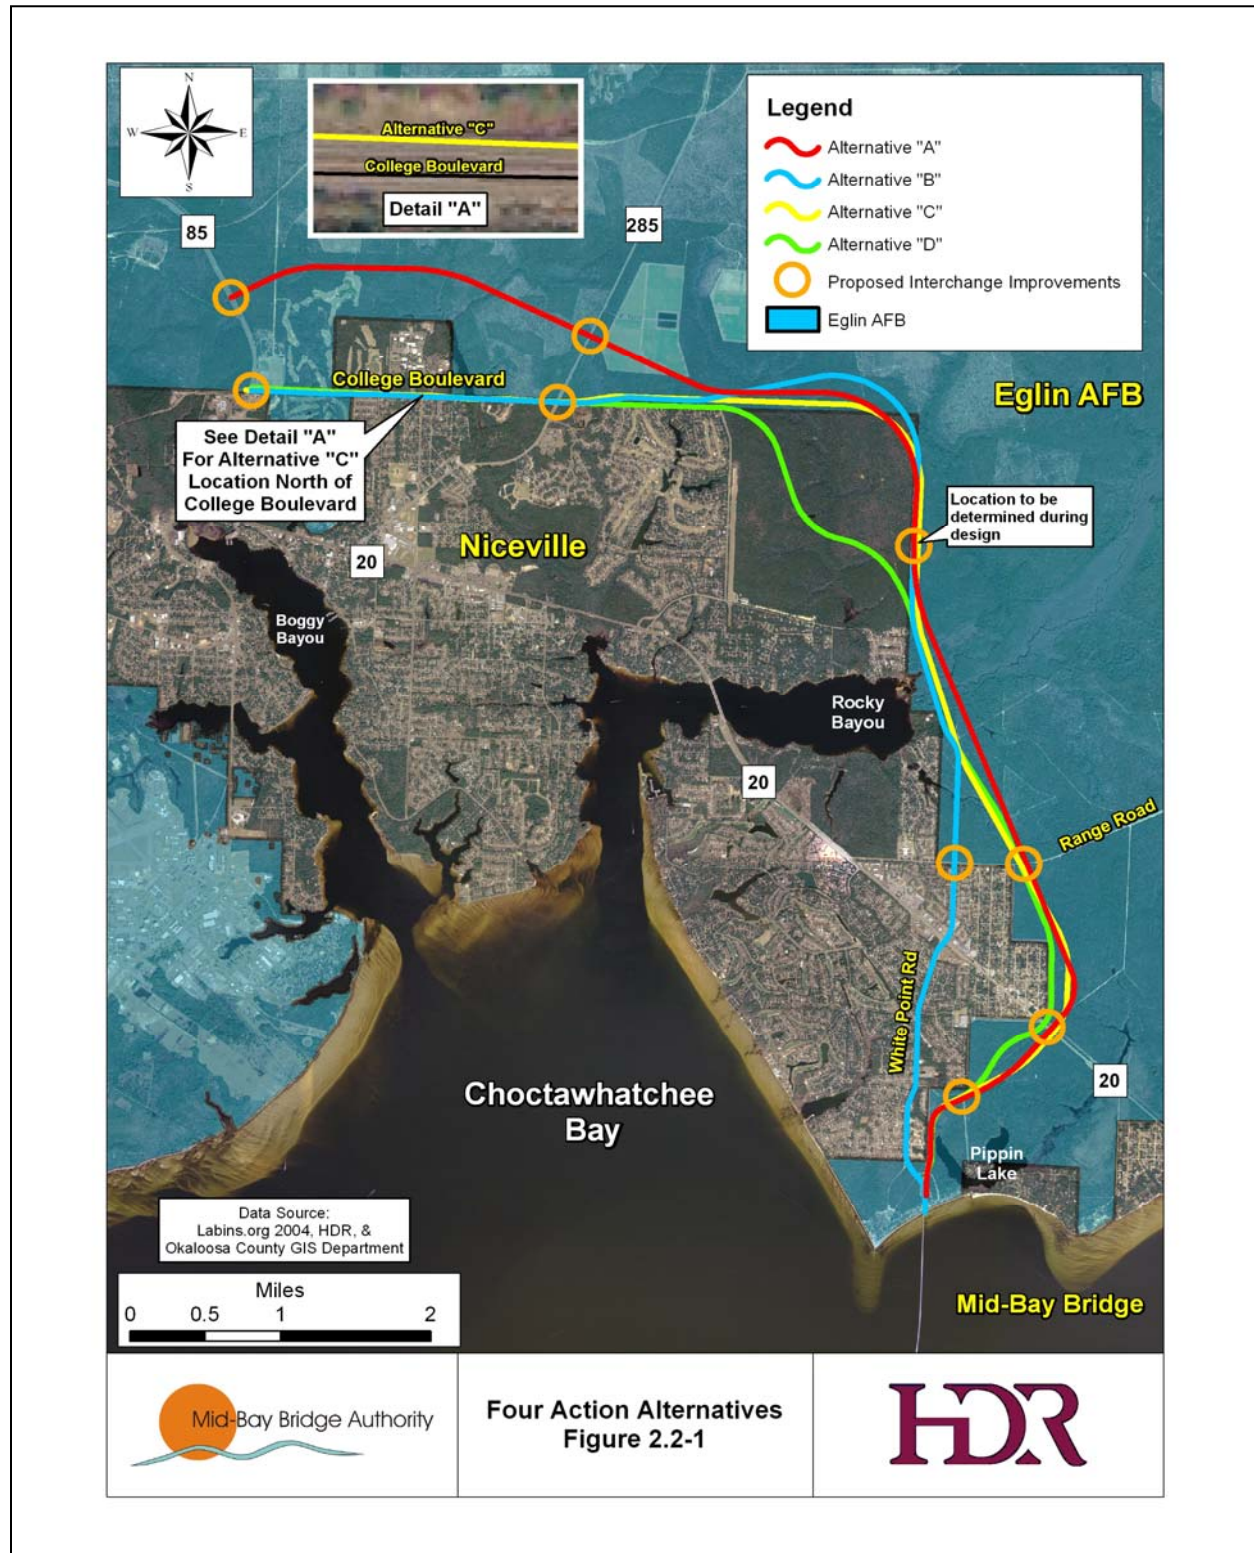 N
W
E
S
Alternative "C"
College Boulevard
Detail "A"
Legend
Alternative "A"
Alternative "B"
Alternative "C"
Alternative "D"
Proposed Interchange Improvements
Eglin AFB
85
285
College Boulevard
Eglin AFB
See Detail "A"
For Alternative "C"
Location North of
College Boulevard
Location to be
determined during
design
Niceville
20
Boggy
Bayou
Rocky
Bayou
20
Range Road
White Point Rd
Choctawhatchee
Bay
20
Pippin
Lake
Data Source:
Labins.org 2004, HDR, &
Okaloosa County GIS Department
Miles
0 0.5 1 2
Mid-Bay Bridge
Mid-Bay Bridge Authority
Four Action Alternatives
Figure 2.2-1
HDR